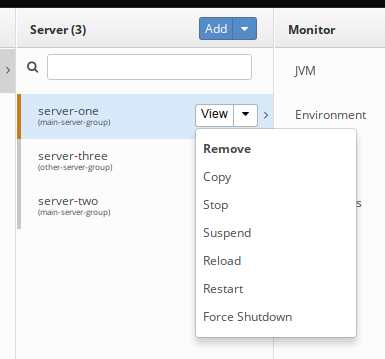 Server (3)
Add
Monitor
JVM
server-one
(main-server-group)
View
Environment
server-three
(other-server-group)
server-two
(main-server-group)
Remove
Copy
Stop
Suspend
Reload
Restart
Force Shutdown